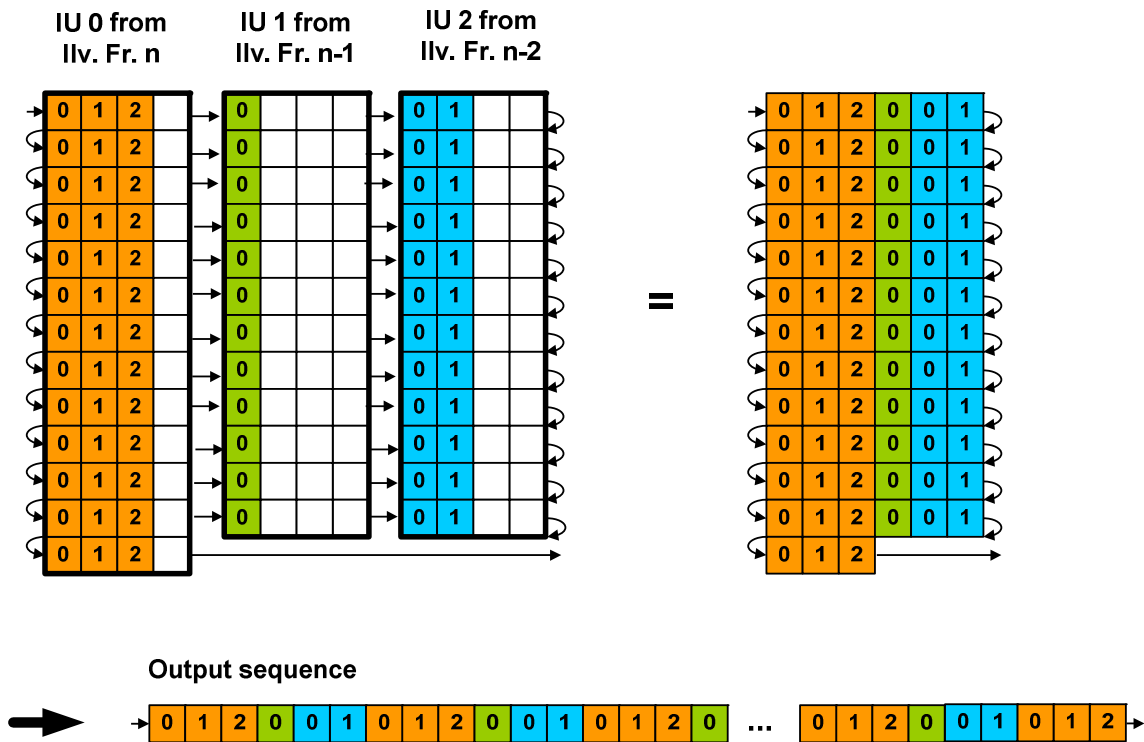 IU 0 from IU 1 from IU 2 from
Ilv. Fr. n Ilv. Fr. n-1 Ilv. Fr. n-2
0 1 2 0 0 1 0 1 2 0 0 1
0 1 2 0 0 1 0 1 2 0 0 1
0 1 2 0 0 1 0 1 2 0 0 1
0 1 2 0 0 1 0 1 2 0 0 1
0 1 2 0 0 1 0 1 2 0 0 1
0 1 2 0 0 1 = 0 1 2 0 0 1
0 1 2 0 0 1 0 1 2 0 0 1
0 1 2 0 0 1 0 1 2 0 0 1
0 1 2 0 0 1 0 1 2 0 0 1
0 1 2 0 0 1 0 1 2 0 0 1
0 1 2 0 0 1 0 1 2 0 0 1
0 1 2 0 0 1 0 1 2 0 0 1
0 1 2 0 1 2
Output sequence
0 1 2 0 0 1 0 1 2 0 0 1 0 1 2 0 ... 0 1 2 0 0 1 0 1 2